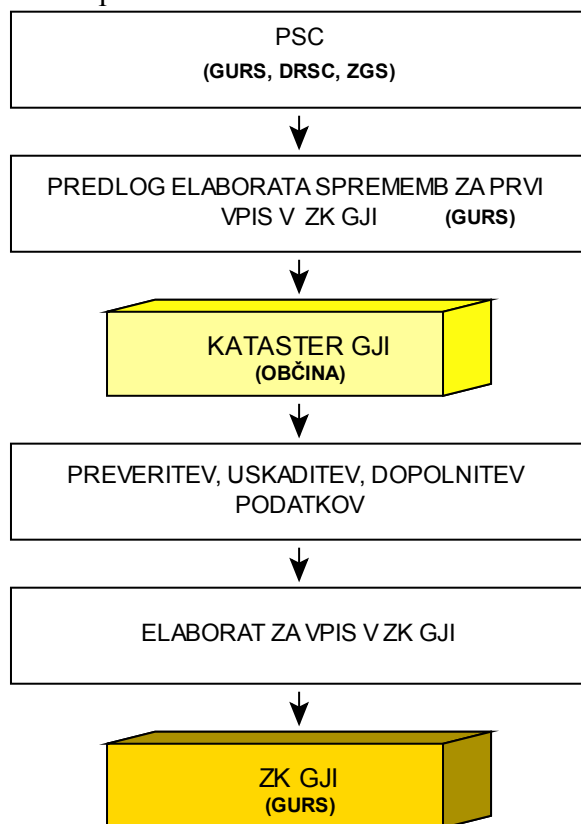 PSC
(GURS, DRSC, ZGS)
PREDLOG ELABORATA SPREMEMB ZA PRVI
VPIS V ZK GJI (GURS)
KATASTER GJI
(OBČINA)
PREVERITEV, USKADITEV, DOPOLNITEV
PODATKOV
ELABORAT ZA VPIS V ZK GJI
ZK GJI
(GURS)